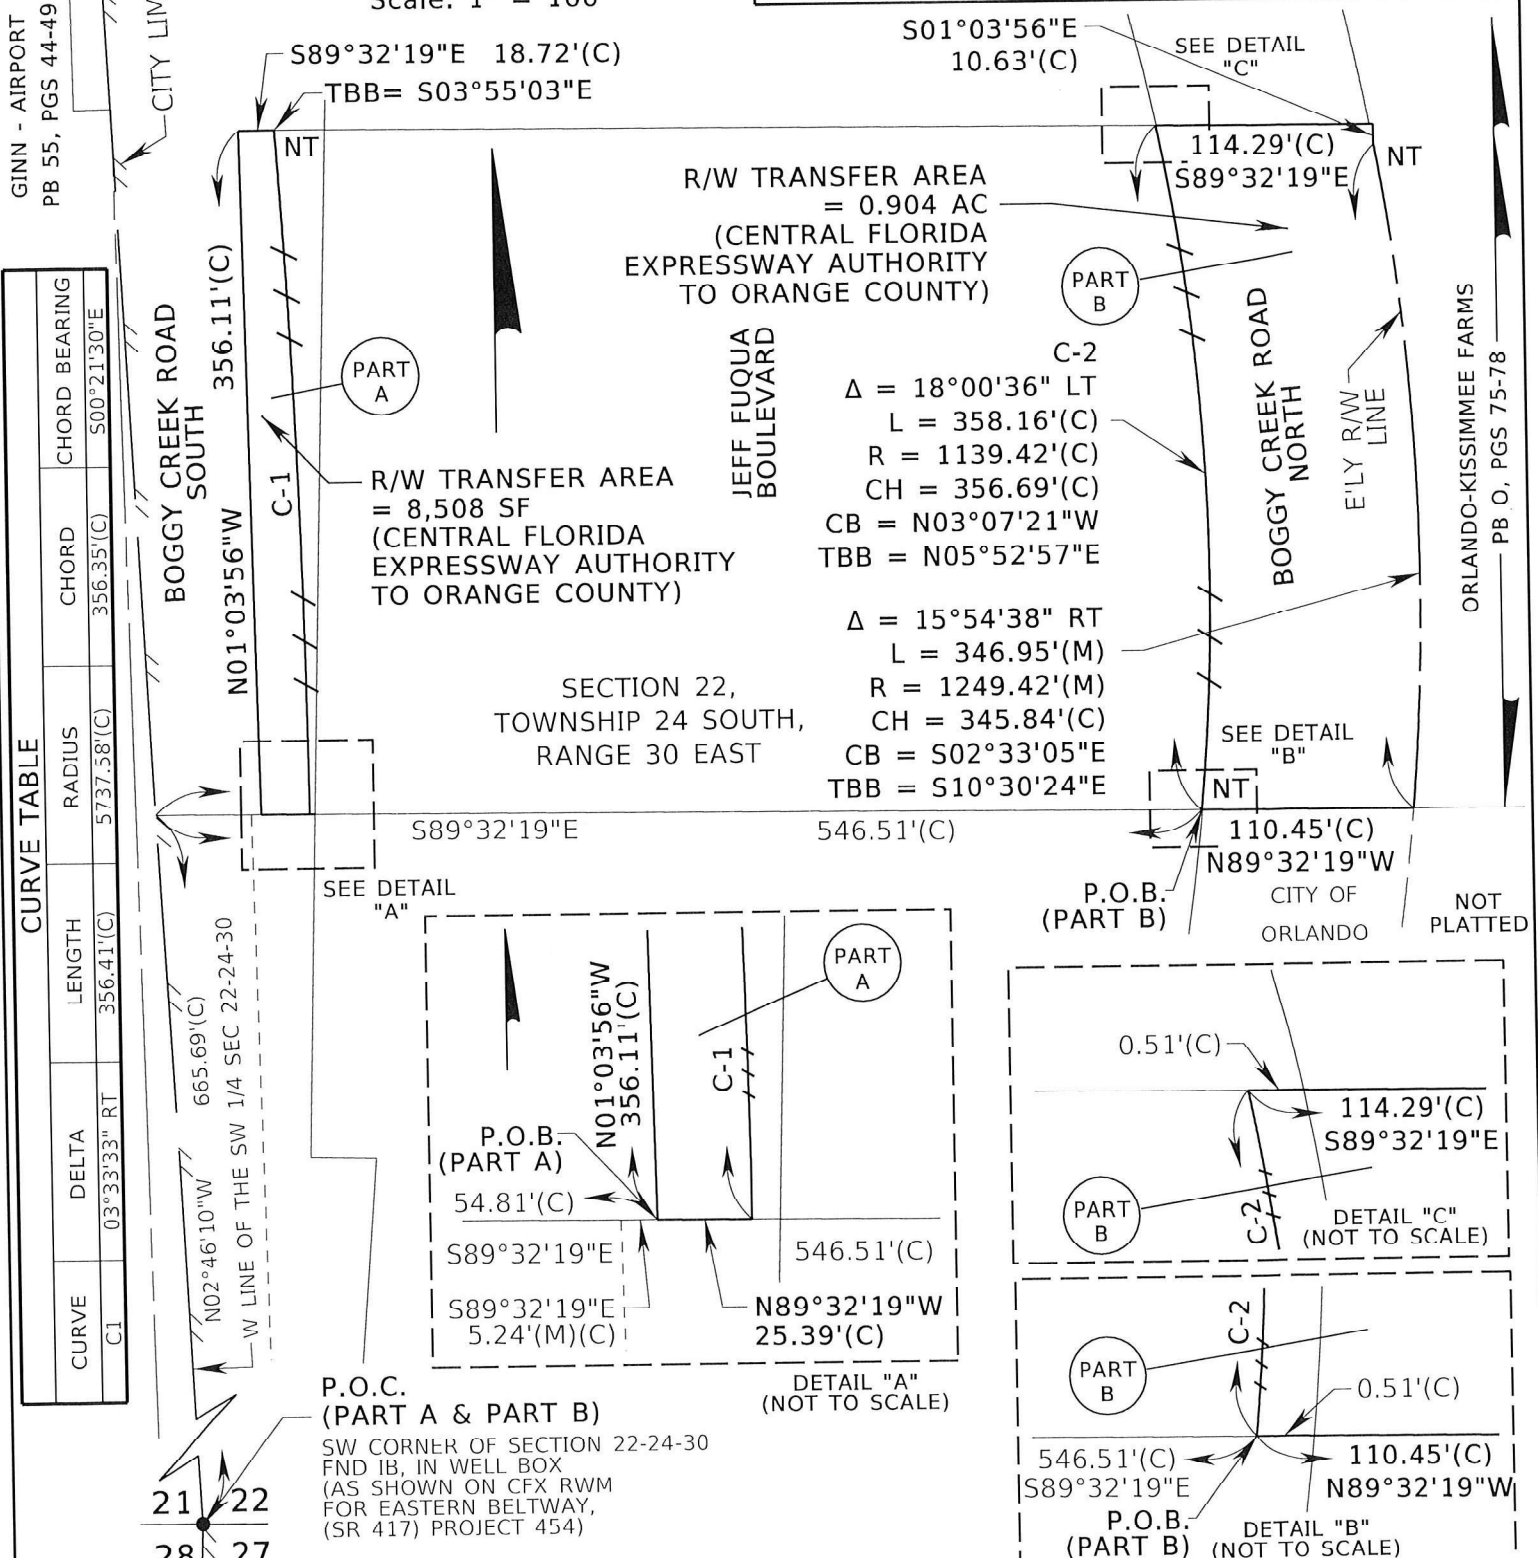 Scale: 1" = 100'
GINN - AIRPORT
PB 55, PGS 44-49
CITY LIM
S89°32'19"E 18.72'(C)
TBB= S03°55'03"E
NT
S01°03'56"E
10.63'(C)
SEE DETAIL
"C"
114.29'(C)
S89°32'19"E
NT
R/W TRANSFER AREA
= 0.904 AC
(CENTRAL FLORIDA
EXPRESSWAY AUTHORITY
TO ORANGE COUNTY)
PART
B
BOGGY CREEK ROAD
SOUTH
356.11'(C)
N01°03'56"W
C-1
PART
A
R/W TRANSFER AREA
= 8,508 SF
(CENTRAL FLORIDA
EXPRESSWAY AUTHORITY
TO ORANGE COUNTY)
JEFF FUQUA
BOULEVARD
C-2
Δ = 18°00'36" LT
L = 358.16'(C)
R = 1139.42'(C)
CH = 356.69'(C)
CB = N03°07'21"W
TBB = N05°52'57"E
Δ = 15°54'38" RT
L = 346.95'(M)
R = 1249.42'(M)
CH = 345.84'(C)
CB = S02°33'05"E
TBB = S10°30'24"E
BOGGY CREEK ROAD
NORTH
E'LY R/W
LINE
ORLANDO-KISSIMMEE FARMS
PB O, PGS 75-78
SECTION 22,
TOWNSHIP 24 SOUTH,
RANGE 30 EAST
SEE DETAIL
"B"
NT
S89°32'19"E 546.51'(C)
110.45'(C)
N89°32'19"W
SEE DETAIL
"A"
P.O.B.
(PART B)
CITY OF
ORLANDO
NOT
PLATTED
CURVE TABLE
CURVE DELTA LENGTH RADIUS CHORD CHORD BEARING
C1 03°33'33" RT 356.41'(C) 5737.58'(C) 356.35'(C) S00°21'30"E
N02°46'10"W 665.69'(C)
W LINE OF THE SW 1/4 SEC 22-24-30
N01°03'56"W
356.11'(C)
C-1
PART
A
P.O.B.
(PART A)
54.81'(C)
S89°32'19"E 546.51'(C)
S89°32'19"E
5.24'(M)(C)
N89°32'19"W
25.39'(C)
DETAIL "A"
(NOT TO SCALE)
0.51'(C)
114.29'(C)
S89°32'19"E
PART
B
C-2
DETAIL "C"
(NOT TO SCALE)
C-2
PART
B
0.51'(C)
546.51'(C)
S89°32'19"E
110.45'(C)
N89°32'19"W
P.O.B.
(PART B)
DETAIL "B"
(NOT TO SCALE)
P.O.C.
(PART A & PART B)
SW CORNER OF SECTION 22-24-30
FND IB, IN WELL BOX
(AS SHOWN ON CFX RWM
FOR EASTERN BELTWAY,
(SR 417) PROJECT 454)
21 22
28 27